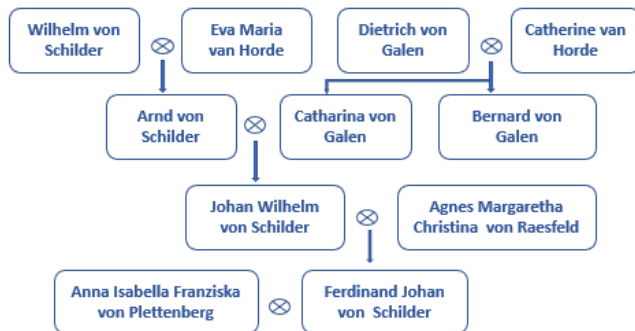 Wilhelm von
Schilder
Eva Maria
van Horde
Dietrich von
Galen
Catherine van
Horde
Arnd von
Schilder
Catharina von
Galen
Bernard von
Galen
Johan Wilhelm
von Schilder
Agnes Margaretha
Christina von Raesfeld
Anna Isabella Franziska
von Plettenberg
Ferdinand Johan
von Schilder